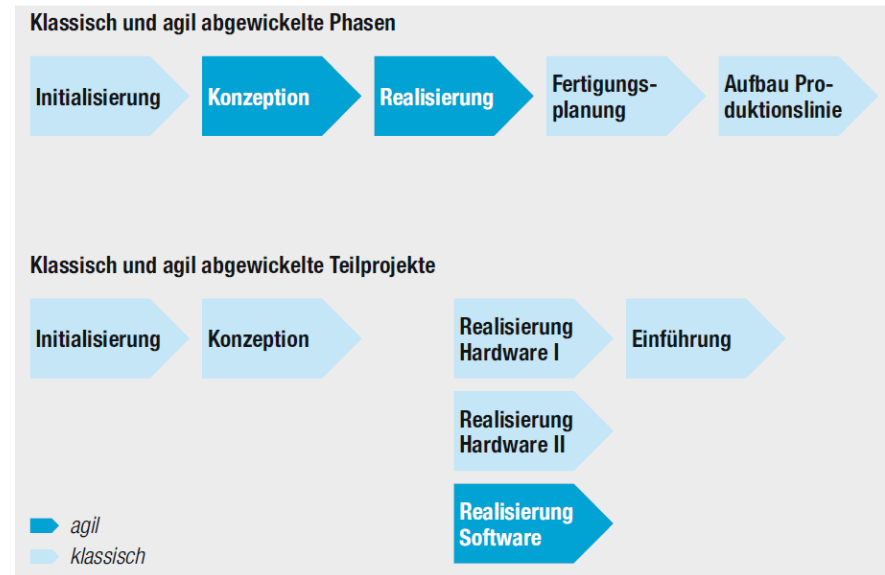 Klassisch und agil abgewickelte Phasen
Initialisierung
Konzeption
Realisierung
Fertigungs-
planung
Aufbau Pro-
duktionslinie
Klassisch und agil abgewickelte Teilprojekte
Initialisierung
Konzeption
Realisierung
Hardware I
Einführung
Realisierung
Hardware II
Realisierung
Software
agil
klassisch